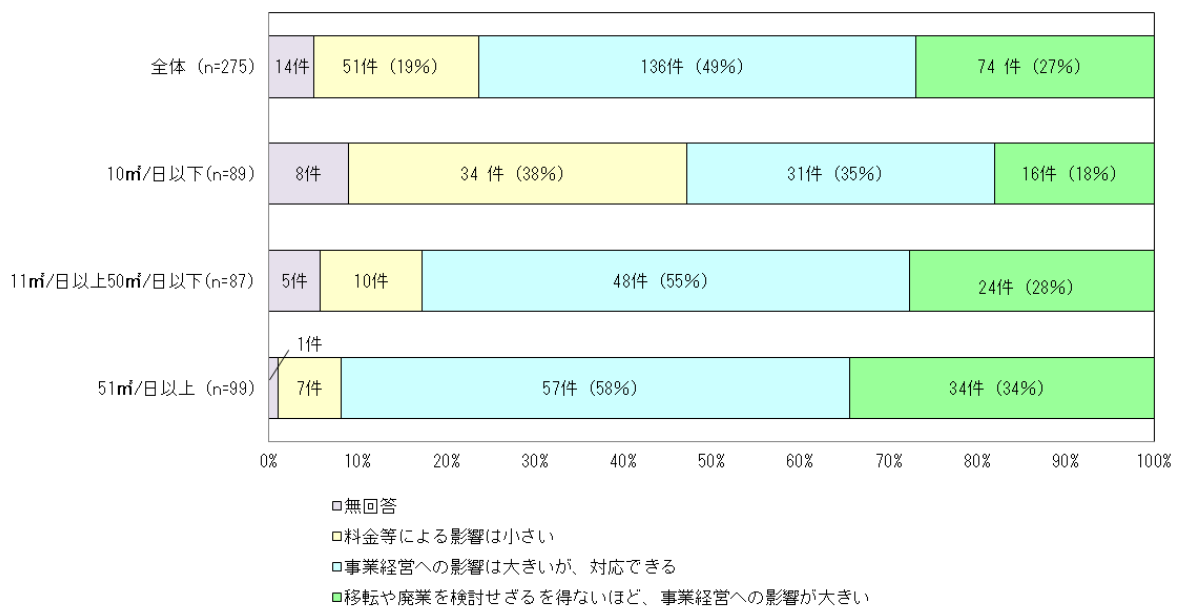 全体（n=275） 14件 51件（19%） 136件（49%） 74 件（27%）
10㎥/日以下(n=89) 8件 34 件（38%） 31件（35%） 16件（18%）
11㎥/日以上50㎥/日以下(n=87) 5件 10件 48件（55%） 24件（28%）
1件
51㎥/日以上（n=99） 7件 57件（58%） 34件（34%）
0% 10% 20% 30% 40% 50% 60% 70% 80% 90% 100%
無回答
料金等による影響は小さい
事業経営への影響は大きいが、対応できる
移転や廃業を検討せざるを得ないほど、事業経営への影響が大きい